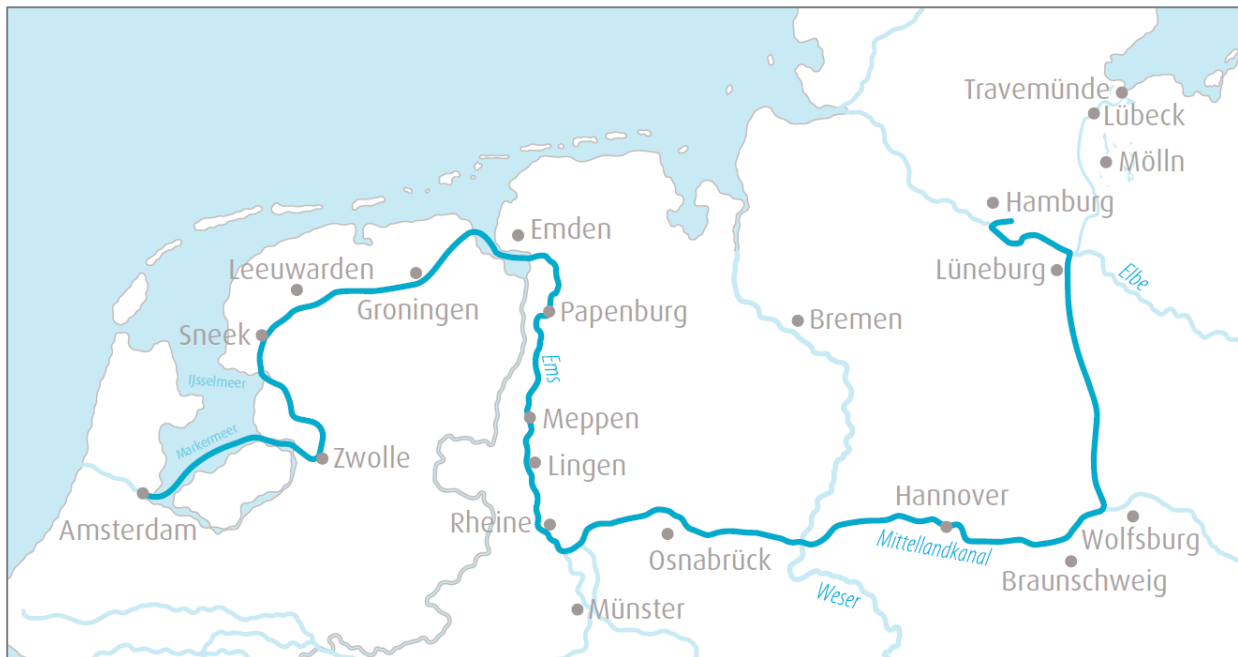 Travemünde
Lübeck
Mölln
Hamburg
Emden
Leeuwarden
Lüneburg
Elbe
Groningen
Papenburg
Bremen
Sneek
Ems
IJsselmeer
Meppen
Markermeer
Zwolle
Lingen
Hannover
Amsterdam
Rheine
Mittellandkanal
Wolfsburg
Osnabrück
Braunschweig
Weser
Münster